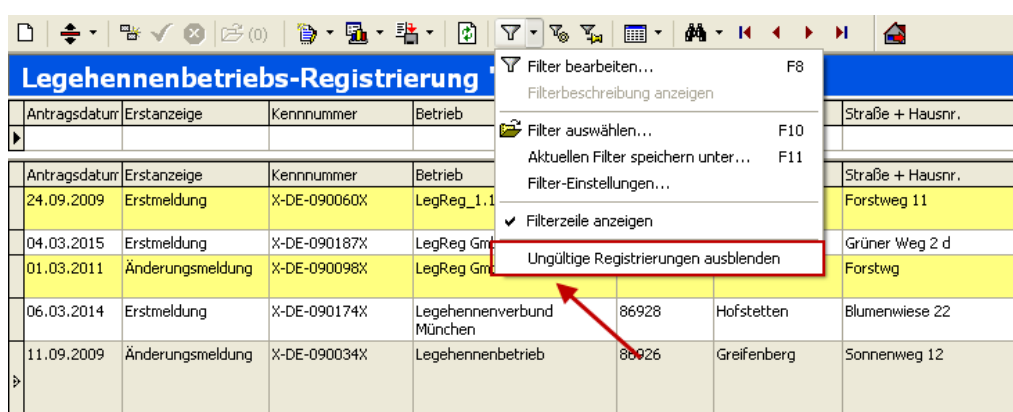 (0)
Legehennenbetriebs-Registrierung "
Filter bearbeiten... F8
Filterbeschreibung anzeigen
Filter auswählen... F10
Aktuellen Filter speichern unter... F11
Filter-Einstellungen...
Filterzeile anzeigen
Ungültige Registrierungen ausblenden
Antragsdatum Erstanzeige Kennnummer Betrieb Straße + Hausnr.
Antragsdatum Erstanzeige Kennnummer Betrieb Straße + Hausnr.
24.09.2009 Erstmeldung X-DE-090060X LegReg_1.1 Forstweg 11
04.03.2015 Erstmeldung X-DE-090187X LegReg Gm Grüner Weg 2 d
01.03.2011 Änderungsmeldung X-DE-090098X LegReg Gm Forstwg
06.03.2014 Erstmeldung X-DE-090174X Legehennenverbund 86928 Hofstetten Blumenwiese 22
München
11.09.2009 Änderungsmeldung X-DE-090034X Legehennenbetrieb 86926 Greifenberg Sonnenweg 12